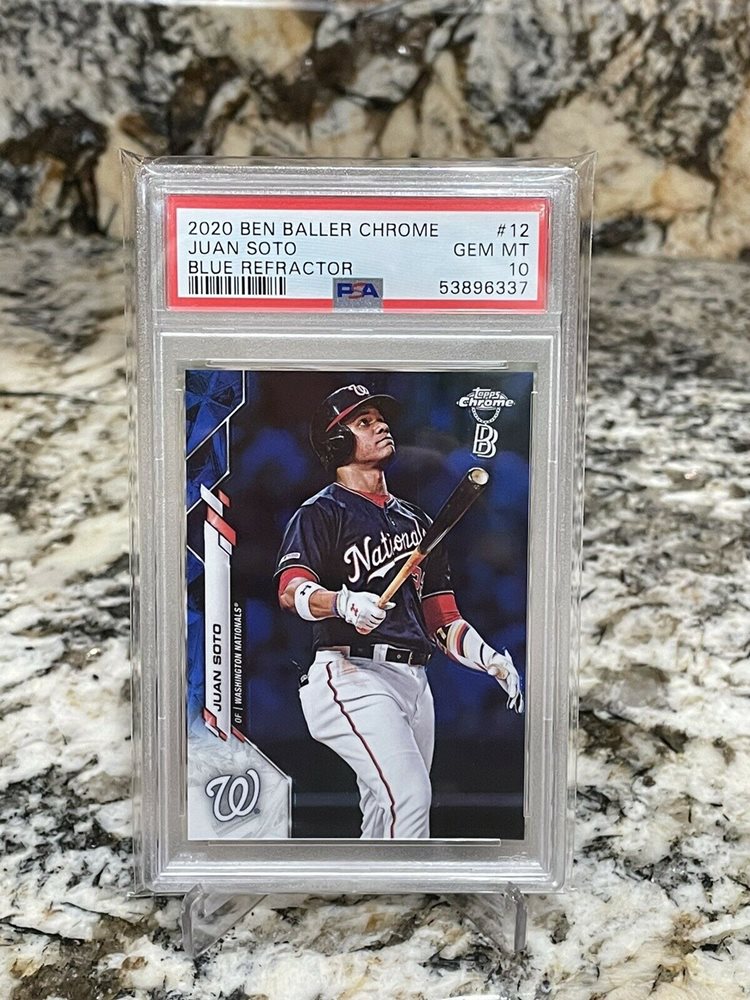 2020 BEN BALLER CHROME #12
JUAN SOTO GEM MT
BLUE REFRACTOR 10
PSA 53896337
Topps
Chrome
BB
W
Nationals
JUAN SOTO
OF | WASHINGTON NATIONALS®
W